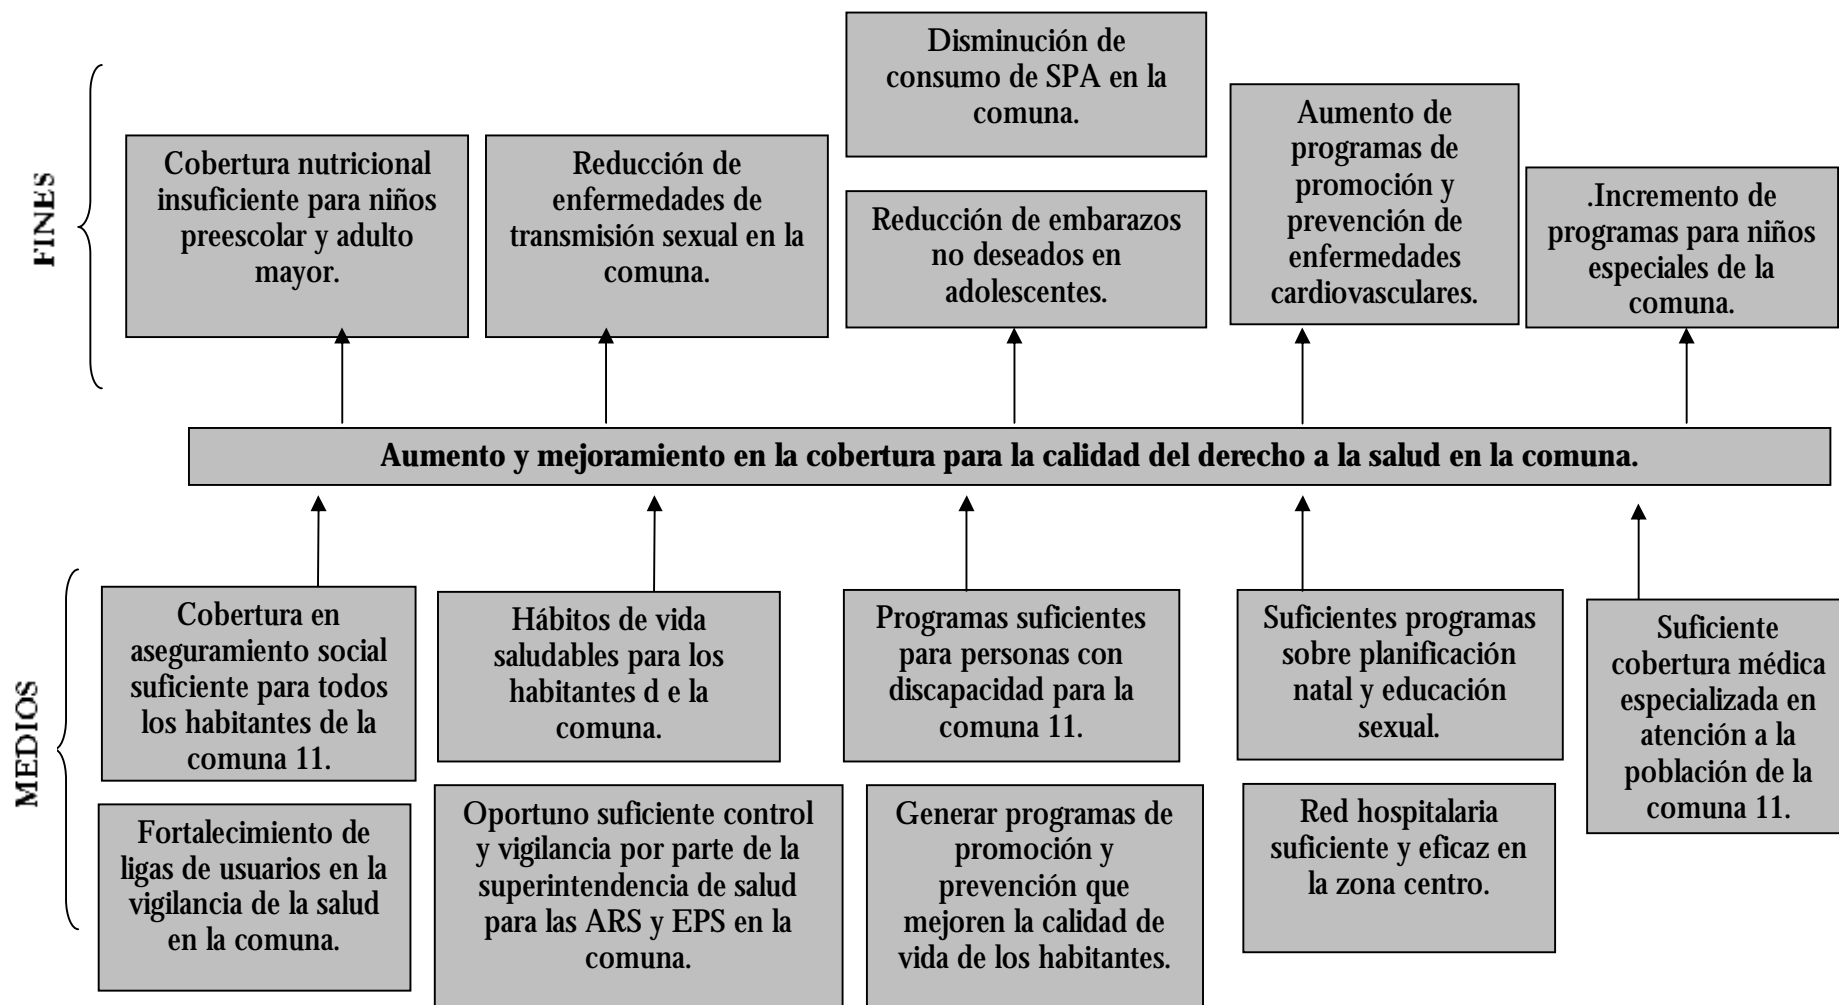 FINES
Disminución de
consumo de SPA en la
comuna.
Cobertura nutricional
insuficiente para niños
preescolar y adulto
mayor.
Reducción de
enfermedades de
transmisión sexual en la
comuna.
Reducción de embarazos
no deseados en
adolescentes.
Aumento de
programas de
promoción y
prevención de
enfermedades
cardiovasculares.
.Incremento de
programas para niños
especiales de la
comuna.
Aumento y mejoramiento en la cobertura para la calidad del derecho a la salud en la comuna.
MEDIOS
Cobertura en
aseguramiento social
suficiente para todos
los habitantes de la
comuna 11.
Hábitos de vida
saludables para los
habitantes d e la
comuna.
Programas suficientes
para personas con
discapacidad para la
comuna 11.
Suficientes programas
sobre planificación
natal y educación
sexual.
Suficiente
cobertura médica
especializada en
atención a la
población de la
comuna 11.
Fortalecimiento de
ligas de usuarios en la
vigilancia de la salud
en la comuna.
Oportuno suficiente control
y vigilancia por parte de la
superintendencia de salud
para las ARS y EPS en la
comuna.
Generar programas de
promoción y
prevención que
mejoren la calidad de
vida de los habitantes.
Red hospitalaria
suficiente y eficaz en
la zona centro.